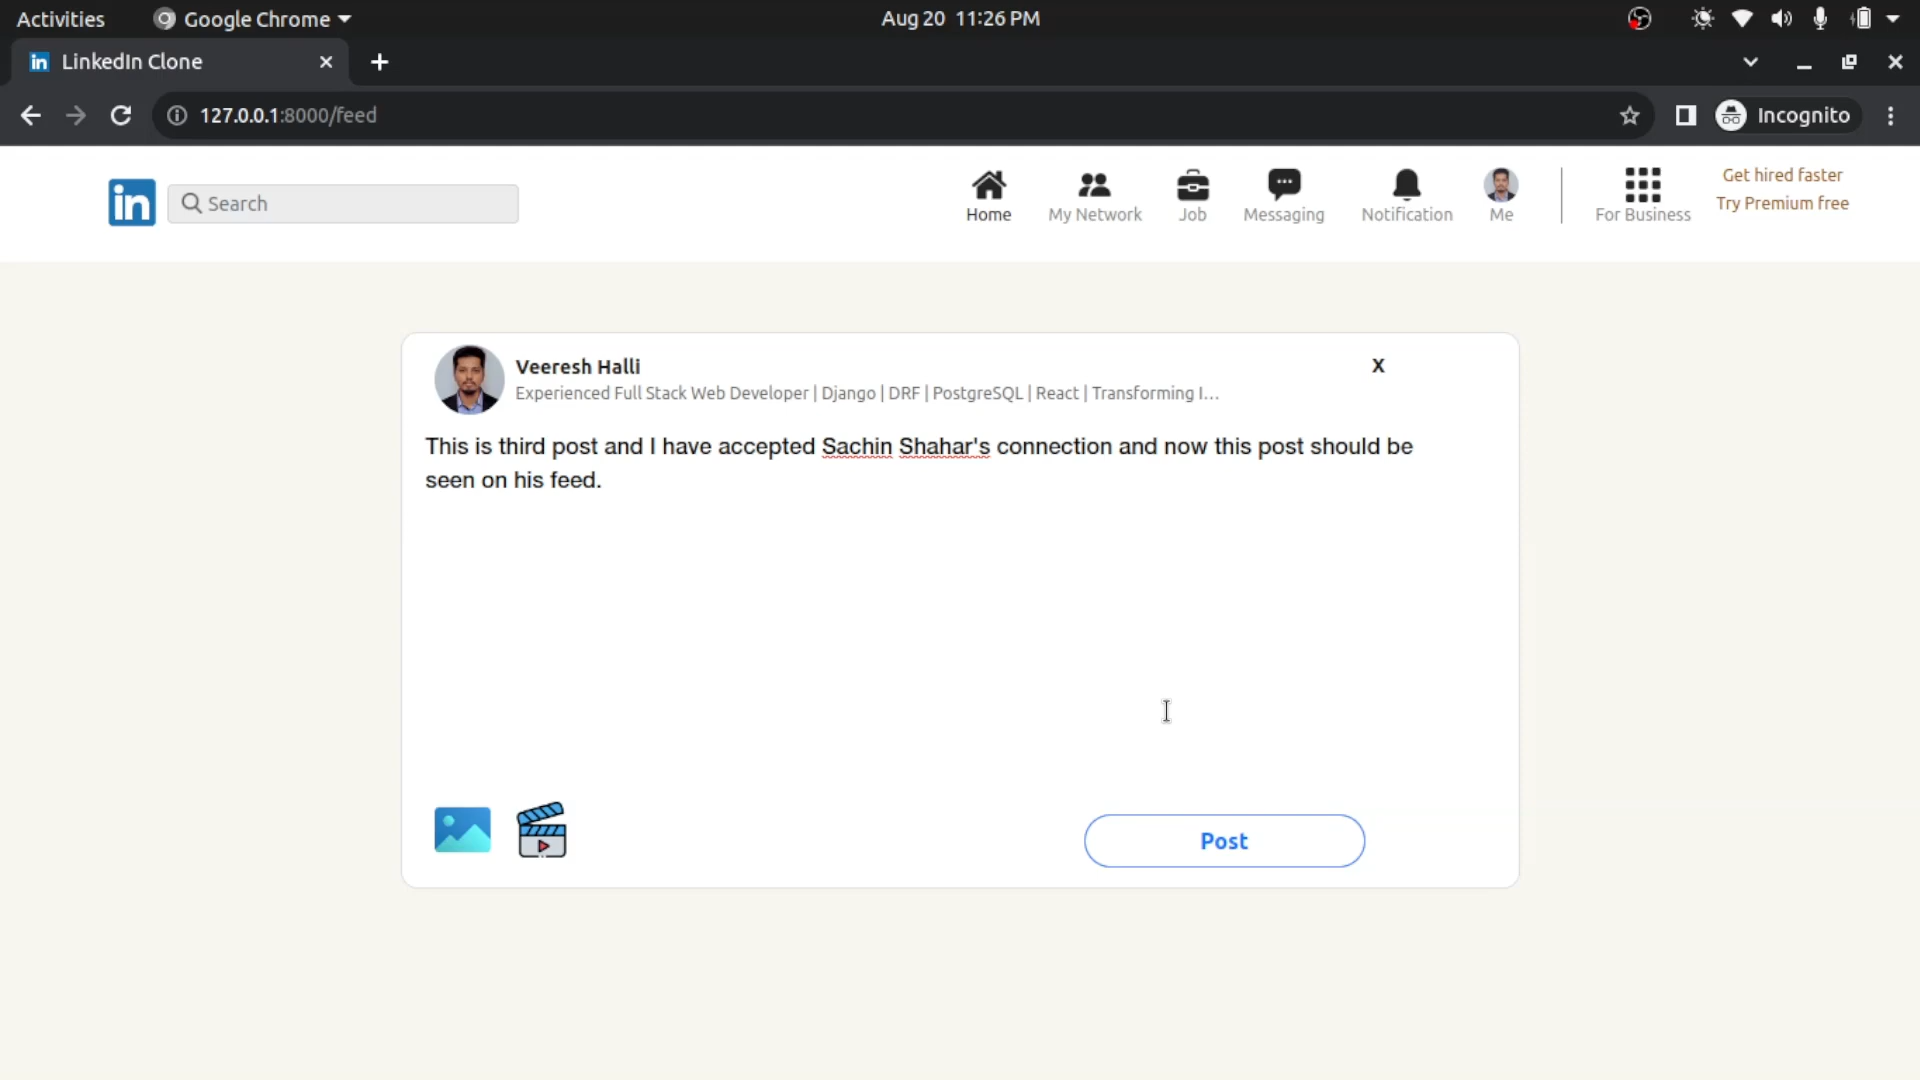 Activities
Google Chrome
Aug 20 11:26 PM
in LinkedIn Clone
127.0.0.1:8000/feed
Incognito
in
Search
Home
My Network
Job
Messaging
Notification
Me
For Business
Get hired faster
Try Premium free
Veeresh Halli
X
Experienced Full Stack Web Developer | Django | DRF | PostgreSQL | React | Transforming I...
This is third post and I have accepted Sachin Shahar's connection and now this post should be
seen on his feed.
Post